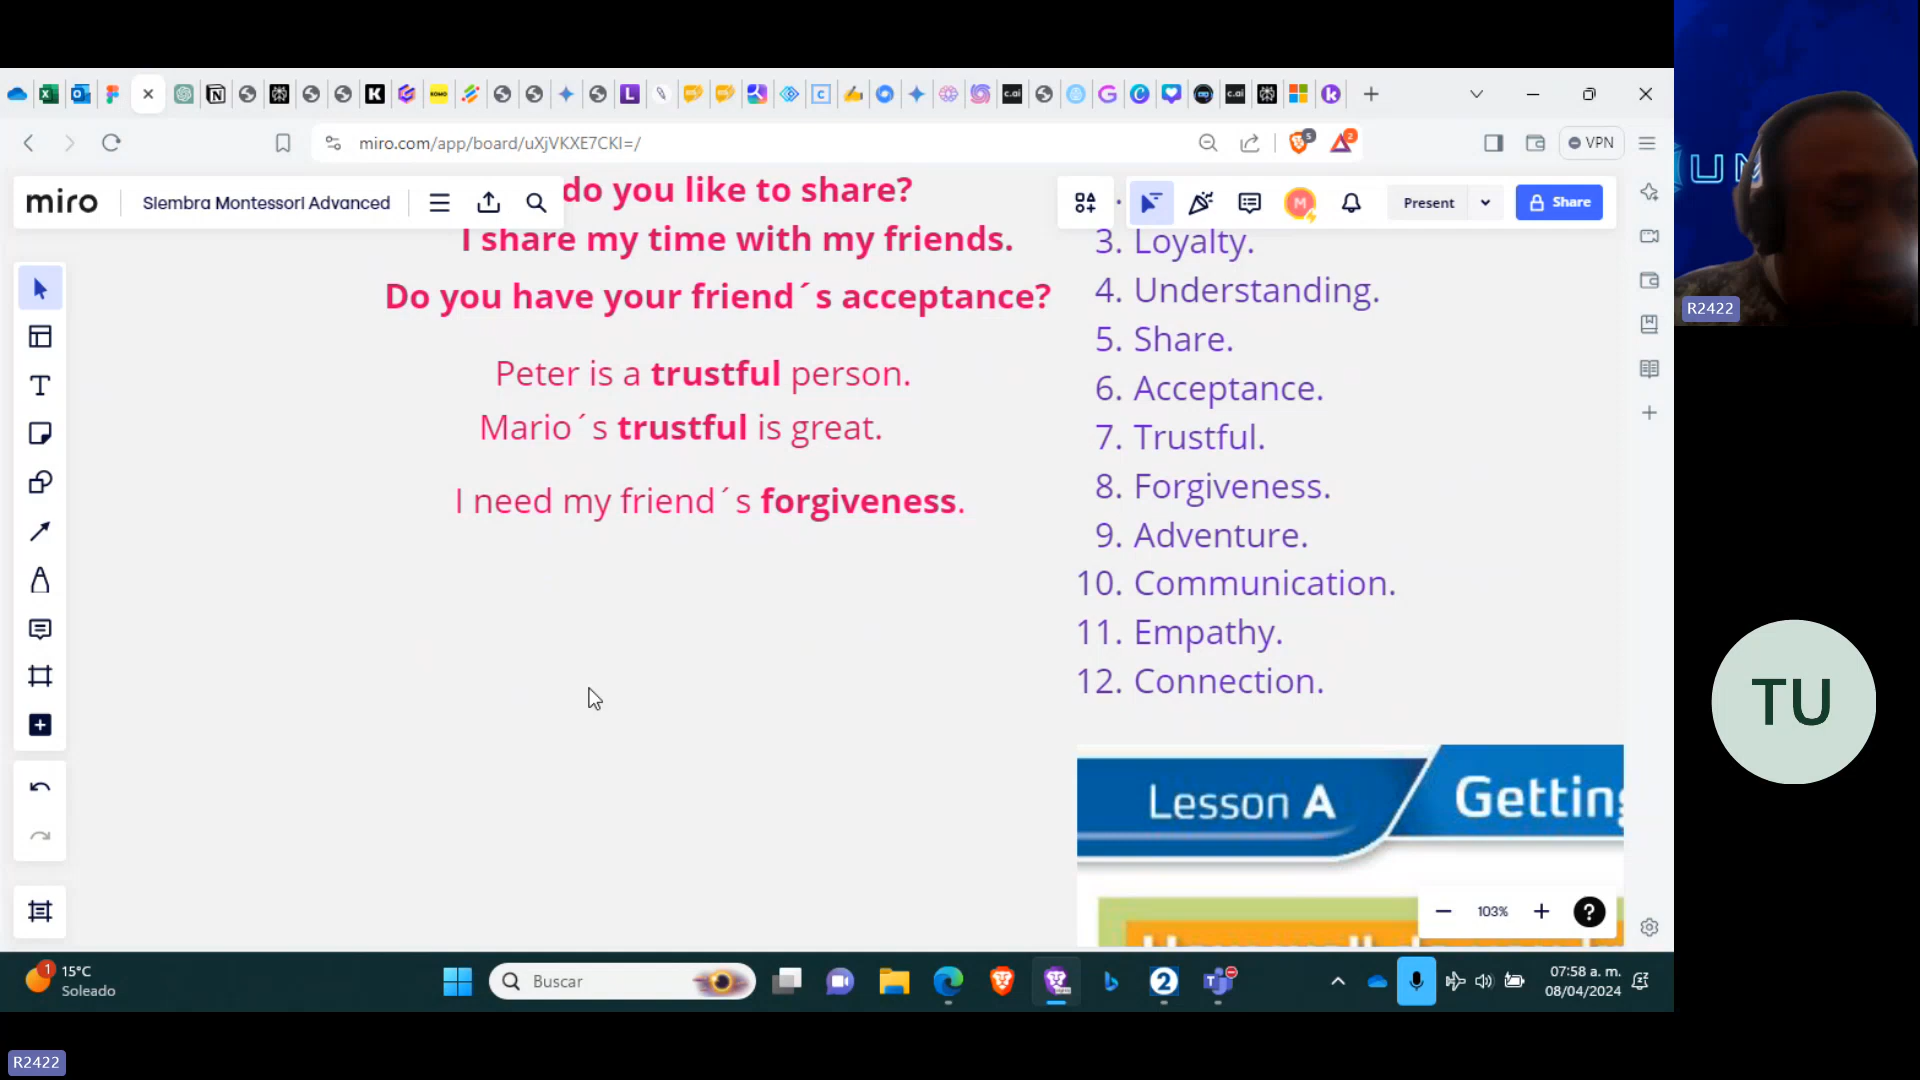 miro.com/app/board/uXjVKXE7CKI=/
VPN
miro
Siembra Montessori Advanced
Present
Share
do you like to share?
I share my time with my friends.
Do you have your friend´s acceptance?
Peter is a trustful person.
Mario´s trustful is great.
I need my friend´s forgiveness.
3. Loyalty.
4. Understanding.
5. Share.
6. Acceptance.
7. Trustful.
8. Forgiveness.
9. Adventure.
10. Communication.
11. Empathy.
12. Connection.
Lesson A
Getting
103%
R2422
TU
15°C
Soleado
Buscar
07:58 a. m.
08/04/2024
R2422